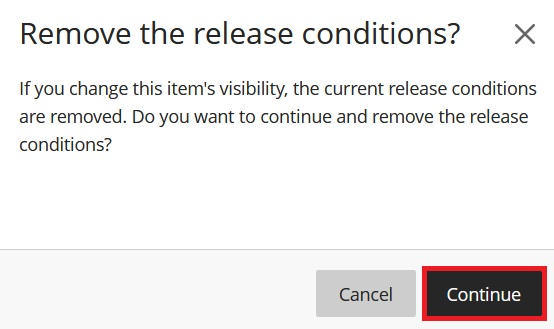 Remove the release conditions?
If you change this item's visibility, the current release conditions
are removed. Do you want to continue and remove the release
conditions?
Cancel
Continue